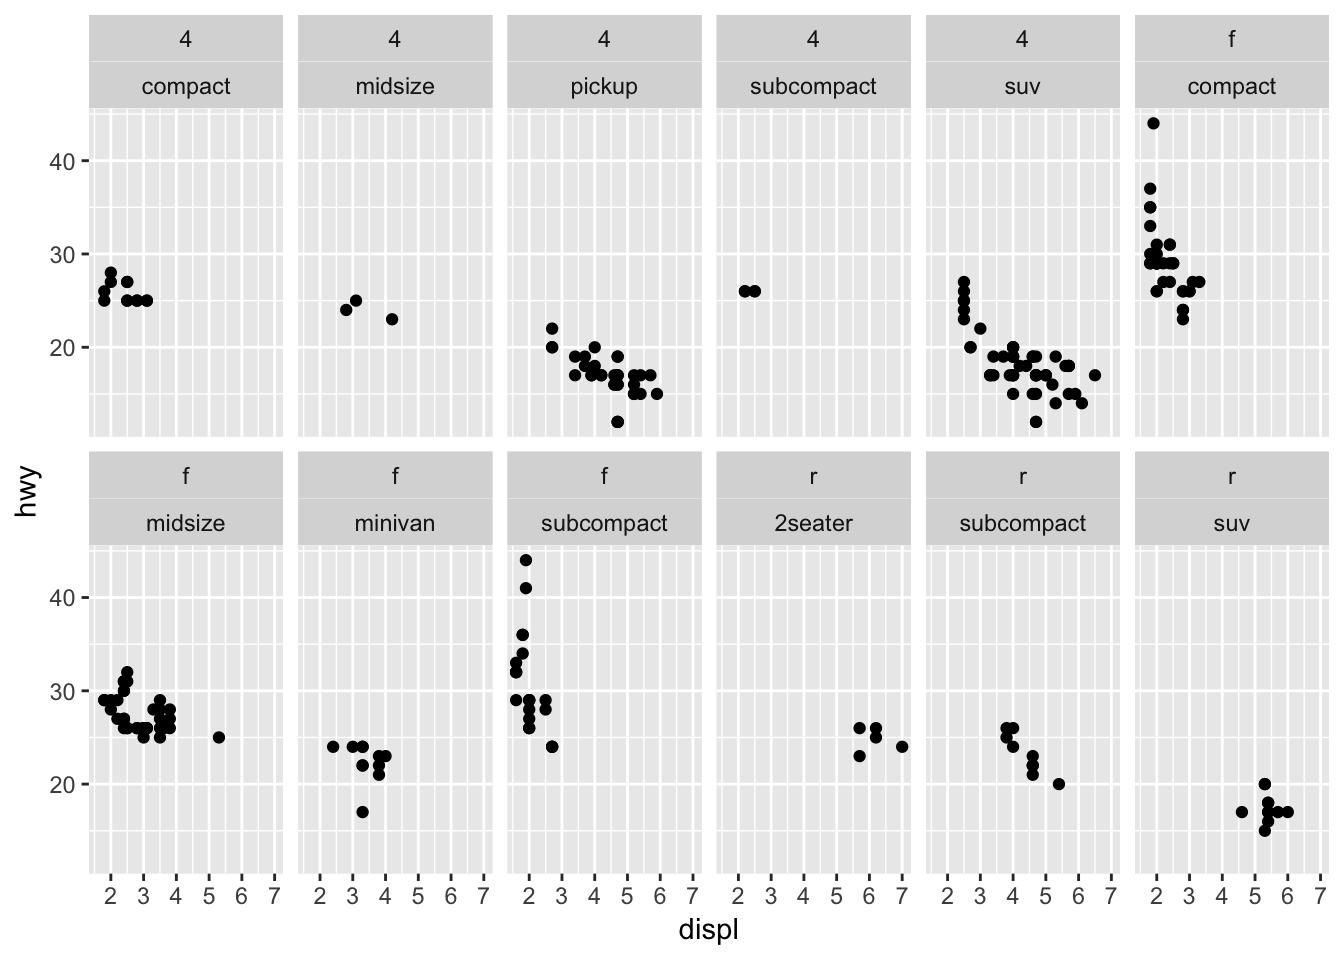 4 4 4 4 4 f
compact midsize pickup subcompact suv compact
40
30
20
hwy
f f f r r r
midsize minivan subcompact 2seater subcompact suv
40
30
20
2 3 4 5 6 7 2 3 4 5 6 7 2 3 4 5 6 7 2 3 4 5 6 7 2 3 4 5 6 7 2 3 4 5 6 7
displ